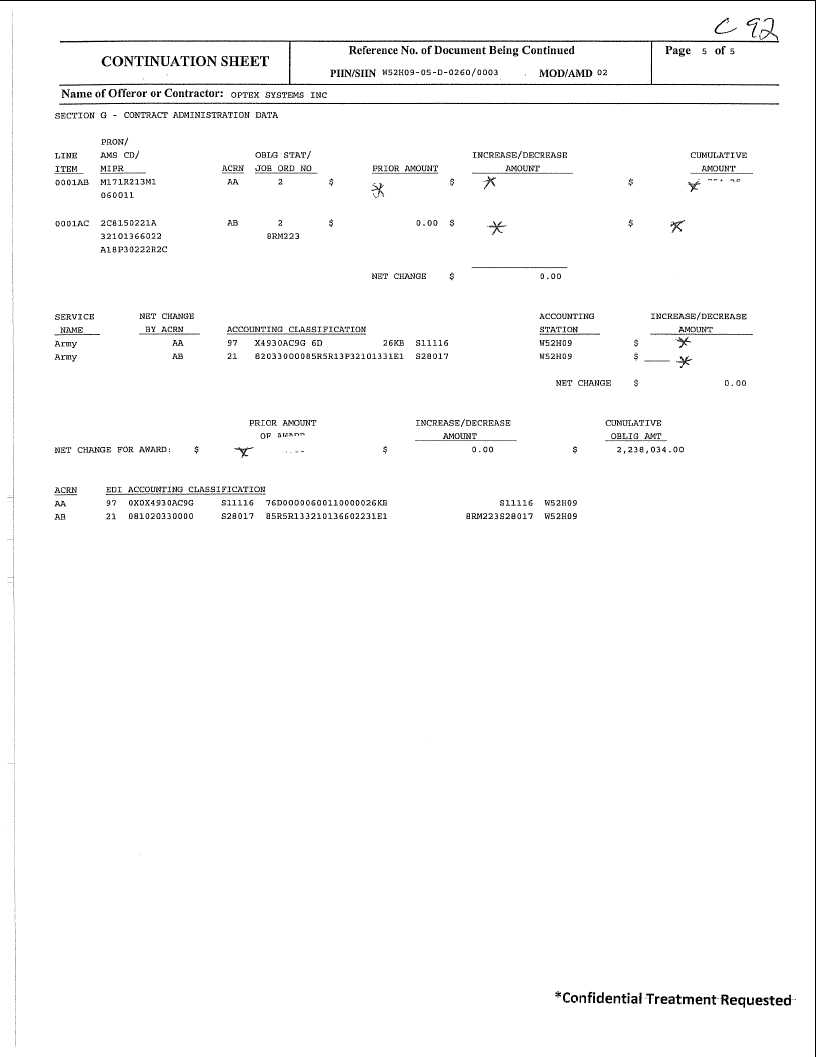 C 92
CONTINUATION SHEET
Reference No. of Document Being Continued
PIIN/SIIN W52H09-05-D-0260/0003 MOD/AMD 02
Page 5 of 5
Name of Offeror or Contractor: OPTEX SYSTEMS INC
SECTION G - CONTRACT ADMINISTRATION DATA
PRON/
LINE AMS CD/ OBLG STAT/ INCREASE/DECREASE CUMULATIVE
ITEM MIPR ACRN JOB ORD NO PRIOR AMOUNT AMOUNT AMOUNT
0001AB M171R213M1 AA 2 $ * $ * $ *
060011
0001AC 2C8150221A AB 2 $ 0.00 $ * $ *
32101366022 8RM223
A18P30222R2C
NET CHANGE $ 0.00
SERVICE NET CHANGE ACCOUNTING INCREASE/DECREASE
NAME BY ACRN ACCOUNTING CLASSIFICATION STATION AMOUNT
Army AA 97 X4930AC9G 6D 26KB S11116 W52H09 $ *
Army AB 21 82033000085R5R13P32101331E1 S28017 W52H09 $ *
NET CHANGE $ 0.00
PRIOR AMOUNT INCREASE/DECREASE CUMULATIVE
OF AWARD AMOUNT OBLIG AMT
NET CHANGE FOR AWARD: $ * $ 0.00 $ 2,238,034.00
ACRN EDI ACCOUNTING CLASSIFICATION
AA 97 0X0X4930AC9G S11116 76D00000600110000026KB S11116 W52H09
AB 21 081020330000 S28017 85R5R133210136602231E1 8RM223S28017 W52H09
*Confidential Treatment Requested